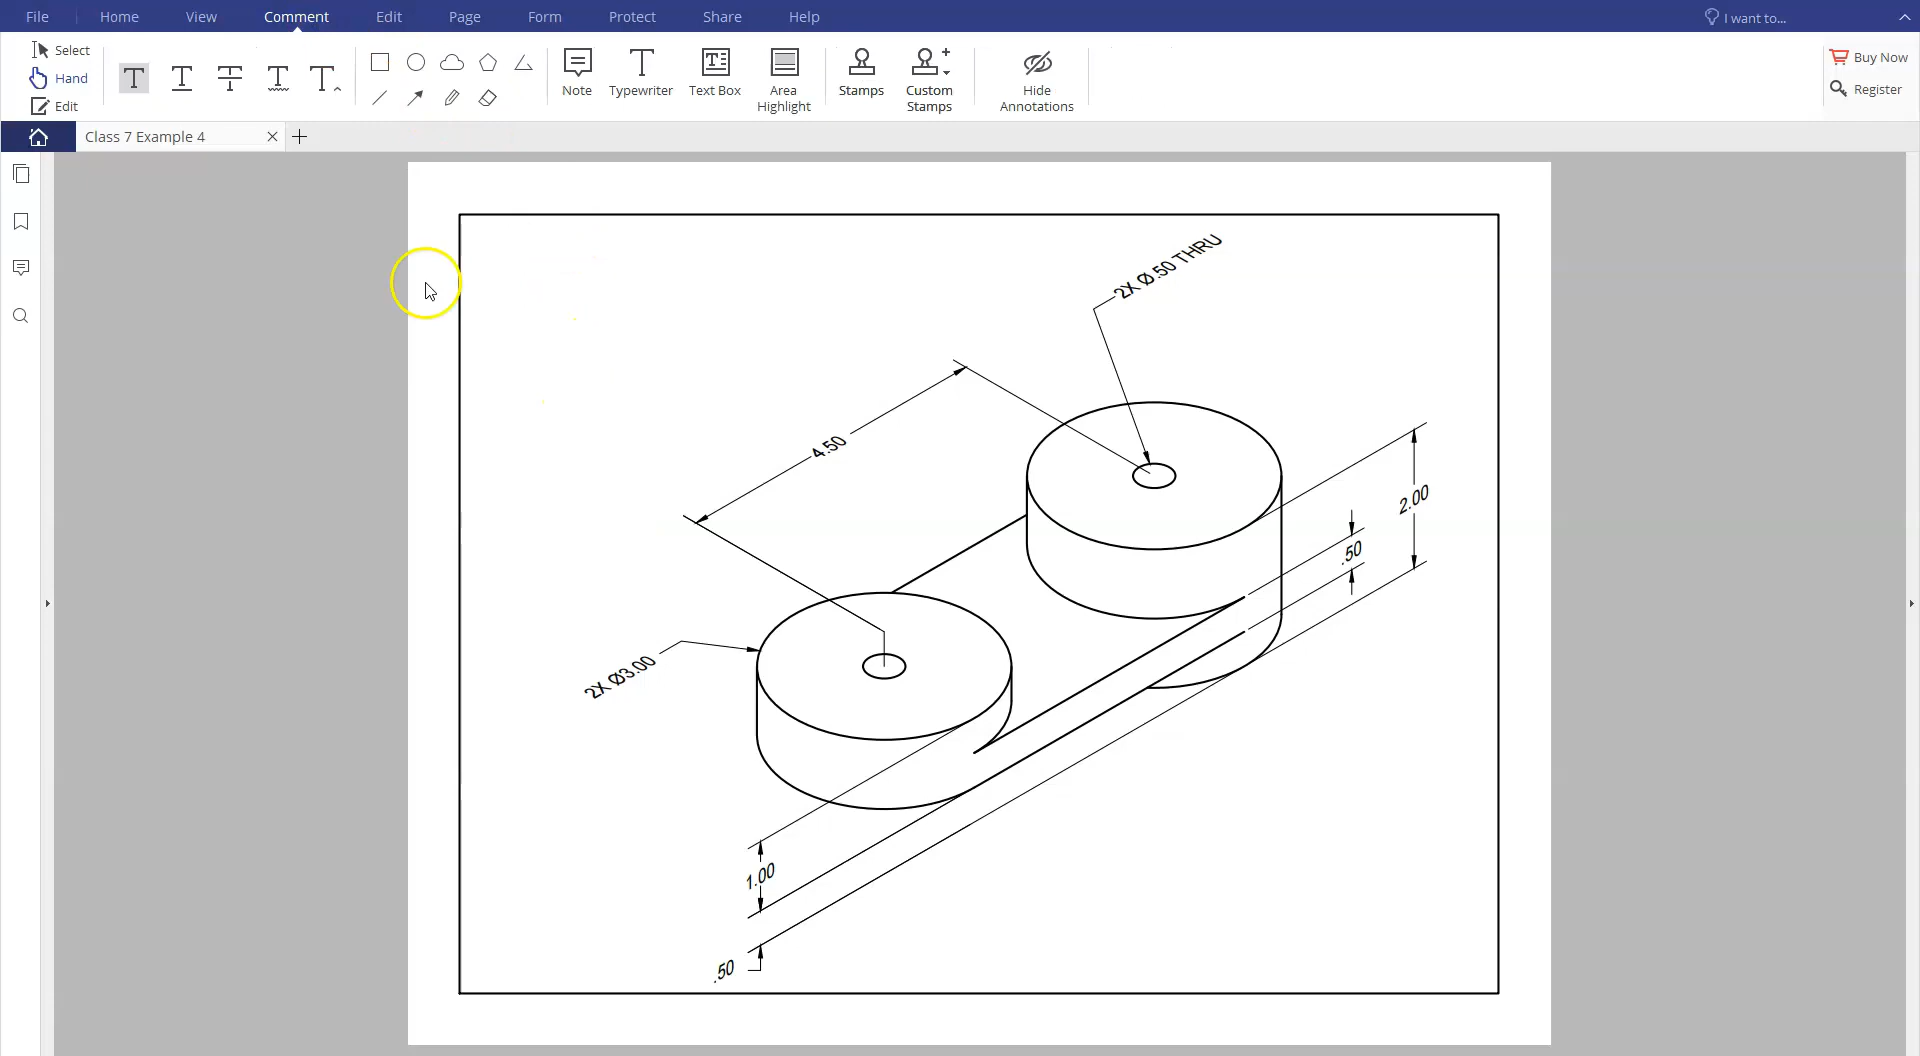 File Home View Comment Edit Page Form Protect Share Help I want to...
Select
Hand
Edit
Note Typewriter Text Box Area Highlight Stamps Custom Stamps Hide Annotations
Buy Now
Register
Class 7 Example 4
2X Ø.50 THRU
4.50
2.00
.50
2X Ø3.00
1.00
.50